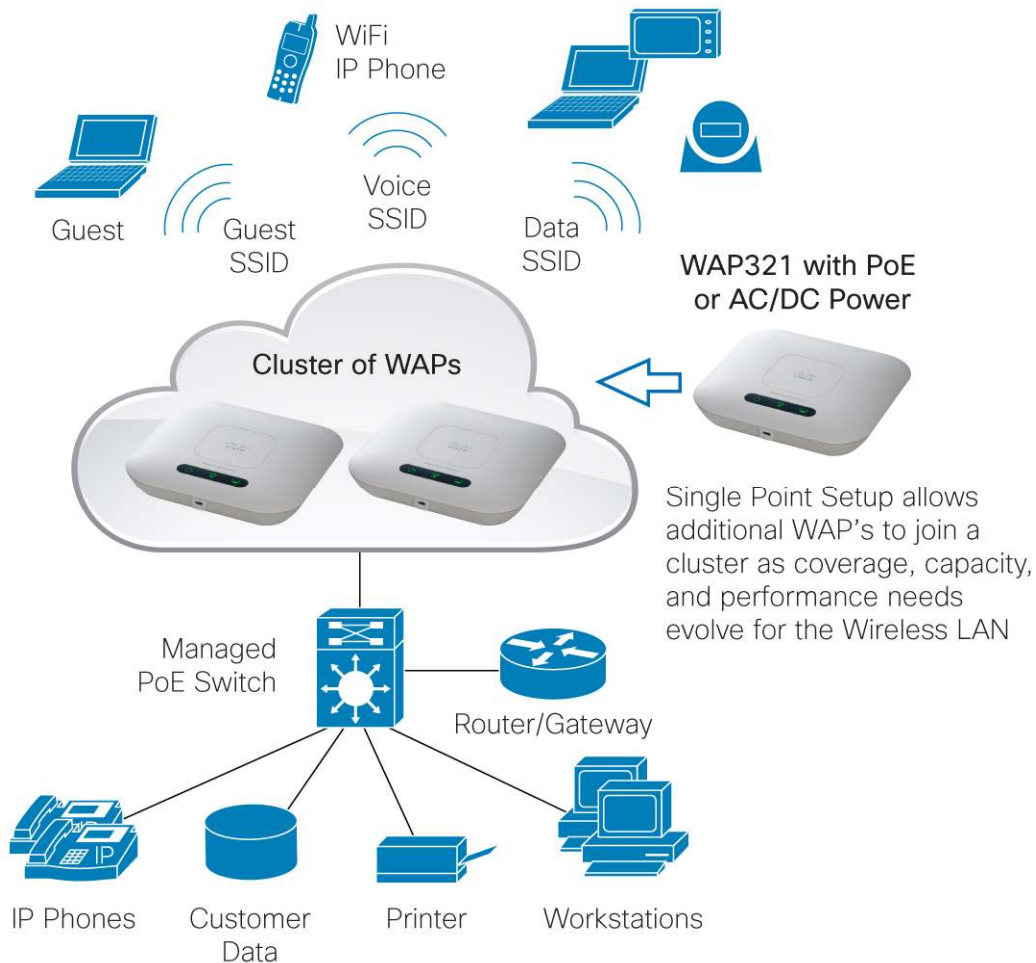 WiFi
IP Phone
Guest
Guest
SSID
Voice
SSID
Data
SSID
WAP321 with PoE
or AC/DC Power
Cluster of WAPs
Single Point Setup allows
additional WAP's to join a
cluster as coverage, capacity,
and performance needs
evolve for the Wireless LAN
Managed
PoE Switch
Router/Gateway
IP
IP Phones
Customer
Data
Printer
Workstations